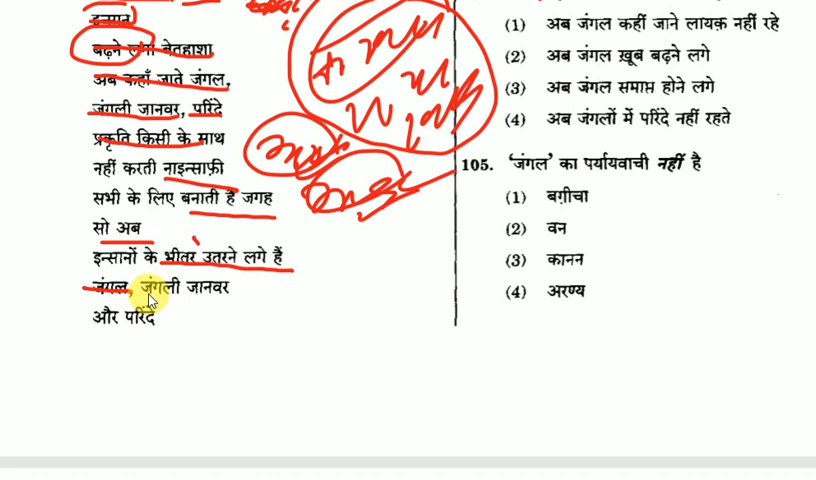 इन्सान
बढ़ने लगा बेतहाशा
अब कहाँ जाते जंगल,
जंगली जानवर, परिंदे
प्रकृति किसी के साथ
नहीं करती नाइन्साफ़ी
सभी के लिए बनाती है जगह
सो अब
इन्सानों के भीतर उतरने लगे हैं
जंगल, जंगली जानवर
और परिंदे
(1) अब जंगल कहीं जाने लायक़ नहीं रहे
(2) अब जंगल ख़ूब बढ़ने लगे
(3) अब जंगल समाप्त होने लगे
(4) अब जंगलों में परिंदे नहीं रहते
105. 'जंगल' का पर्यायवाची नहीं है
(1) बग़ीचा
(2) वन
(3) कानन
(4) अरण्य